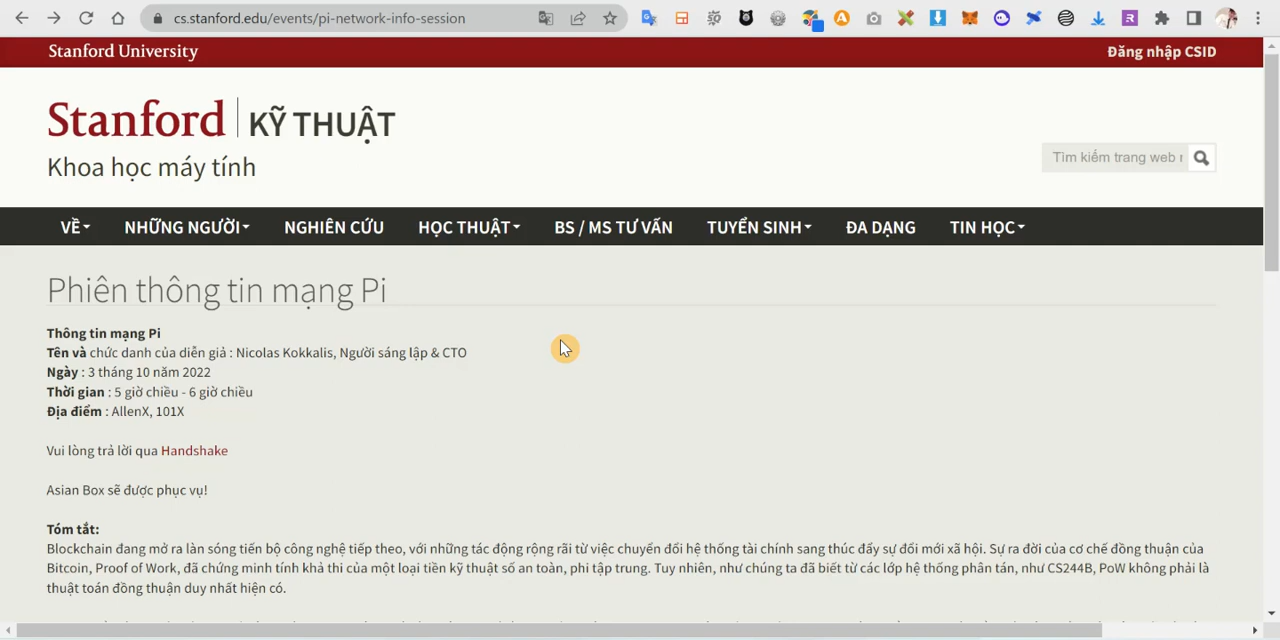 cs.stanford.edu/events/pi-network-info-session
Stanford University
Đăng nhập CSID
Stanford KỸ THUẬT
Khoa học máy tính
Tìm kiếm trang web
VỀ NHỮNG NGƯỜI NGHIÊN CỨU HỌC THUẬT BS / MS TƯ VẤN TUYỂN SINH ĐA DẠNG TIN HỌC
Phiên thông tin mạng Pi
Thông tin mạng Pi
Tên và chức danh của diễn giả : Nicolas Kokkalis, Người sáng lập & CTO
Ngày : 3 tháng 10 năm 2022
Thời gian : 5 giờ chiều - 6 giờ chiều
Địa điểm : AllenX, 101X
Vui lòng trả lời qua Handshake
Asian Box sẽ được phục vụ!
Tóm tắt:
Blockchain đang mở ra làn sóng tiến bộ công nghệ tiếp theo, với những tác động rộng rãi từ việc chuyển đổi hệ thống tài chính sang thúc đẩy sự đổi mới xã hội. Sự ra đời của cơ chế đồng thuận của
Bitcoin, Proof of Work, đã chứng minh tính khả thi của một loại tiền kỹ thuật số an toàn, phi tập trung. Tuy nhiên, như chúng ta đã biết từ các lớp hệ thống phân tán, như CS244B, PoW không phải là
thuật toán đồng thuận duy nhất hiện có.